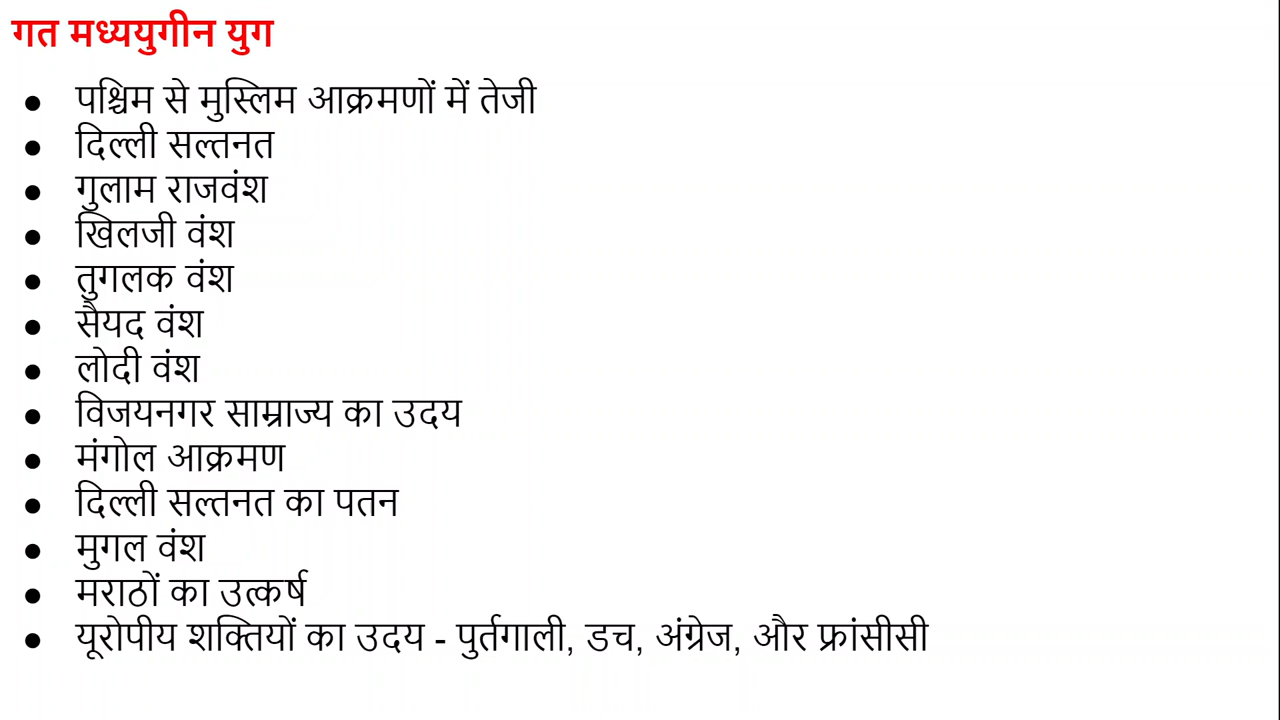 गत मध्ययुगीन युग
● पश्चिम से मुस्लिम आक्रमणों में तेजी
● दिल्ली सल्तनत
● गुलाम राजवंश
● खिलजी वंश
● तुगलक वंश
● सैयद वंश
● लोदी वंश
● विजयनगर साम्राज्य का उदय
● मंगोल आक्रमण
● दिल्ली सल्तनत का पतन
● मुगल वंश
● मराठों का उत्कर्ष
● यूरोपीय शक्तियों का उदय - पुर्तगाली, डच, अंग्रेज, और फ्रांसीसी